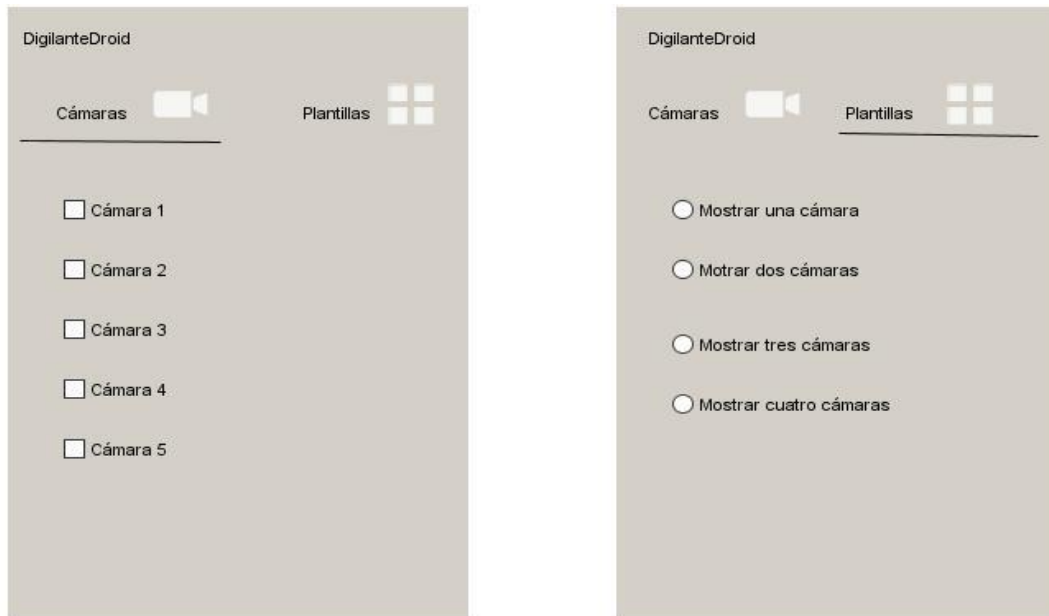 DigilanteDroid
Cámaras
Plantillas
Cámara 1
Cámara 2
Cámara 3
Cámara 4
Cámara 5
DigilanteDroid
Cámaras
Plantillas
Mostrar una cámara
Motrar dos cámaras
Mostrar tres cámaras
Mostrar cuatro cámaras